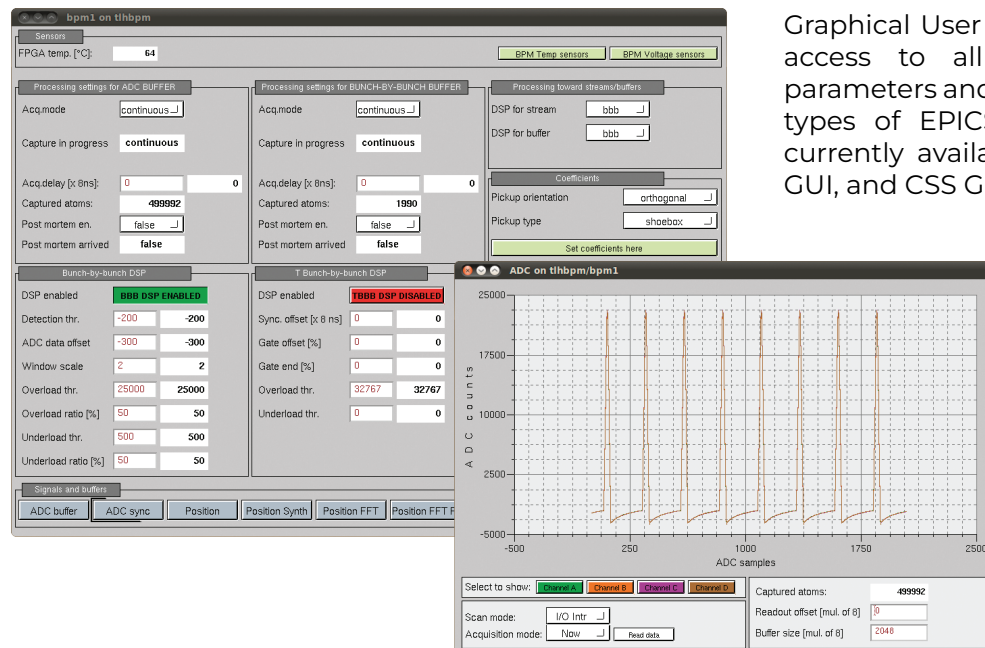 bpm1 on tlhbpm
Sensors
FPGA temp. [°C]: 64 BPM Temp sensors BPM Voltage sensors
Processing settings for ADC BUFFER
Acq.mode continuous
Capture in progress continuous
Acq.delay [x 8ns]: 0 0
Captured atoms: 499992
Post mortem en. false
Post mortem arrived false
Processing settings for BUNCH-BY-BUNCH BUFFER
Acq.mode continuous
Capture in progress continuous
Acq.delay [x 8ns]: 0 0
Captured atoms: 1990
Post mortem en. false
Post mortem arrived false
Processing toward streams/buffers
DSP for stream bbb
DSP for buffer bbb
Coefficients
Pickup orientation orthogonal
Pickup type shoebox
Set coefficients here
Bunch-by-bunch DSP
DSP enabled BBB DSP ENABLED
Detection thr. -200 -200
ADC data offset -300 -300
Window scale 2 2
Overload thr. 25000 25000
Overload ratio [%] 50 50
Underload thr. 500 500
Underload ratio [%] 50 50
T Bunch-by-bunch DSP
DSP enabled TBBB DSP DISABLED
Sync. offset [x 8 ns] 0 0
Gate offset [%] 0 0
Gate end [%] 0 0
Overload thr. 32767 32767
Underload thr. 0 0
Signals and buffers
ADC buffer ADC sync Position Position Synth Position FFT Position FFT
Graphical User
access to all
parameters and
types of EPICS
currently availa
GUI, and CSS G
ADC on tlhbpm/bpm1
25000
17500
10000
2500
-5000
ADC counts
-500 250 1000 1750 2500
ADC samples
Select to show: Channel A Channel B Channel C Channel D
Scan mode: I/O Intr
Acquisition mode: Now Read data
Captured atoms: 499992
Readout offset [mul. of 8] 0
Buffer size [mul. of 8] 2048